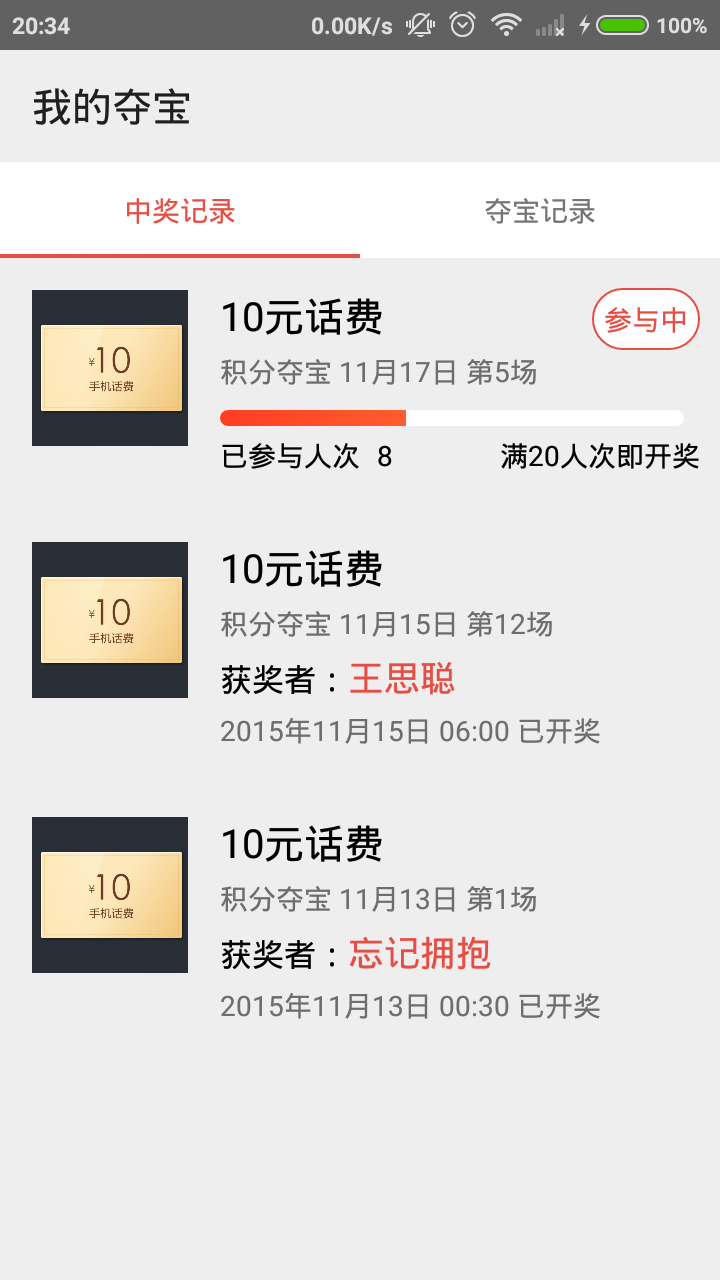 20:34 0.00K/s 100%
我的夺宝
中奖记录 夺宝记录
10元话费 参与中
¥10
手机话费
积分夺宝 11月17日 第5场
已参与人次 8 满20人次即开奖
10元话费
¥10
手机话费
积分夺宝 11月15日 第12场
获奖者：王思聪
2015年11月15日 06:00 已开奖
10元话费
¥10
手机话费
积分夺宝 11月13日 第1场
获奖者：忘记拥抱
2015年11月13日 00:30 已开奖